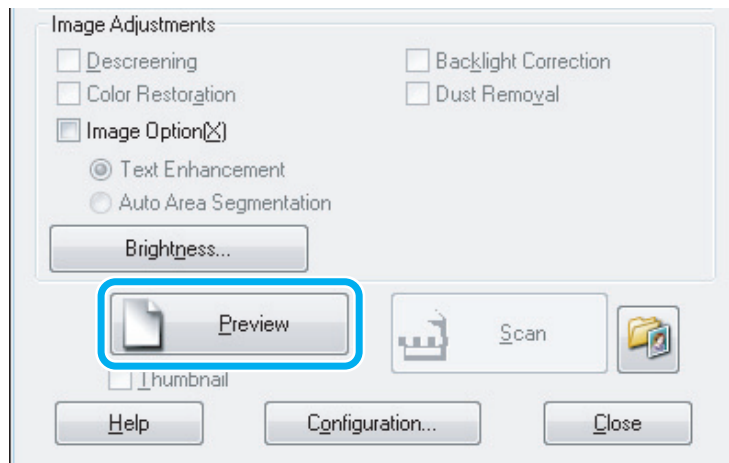 Image Adjustments
Descreening
Backlight Correction
Color Restoration
Dust Removal
Image Option(X)
Text Enhancement
Auto Area Segmentation
Brightness...
Preview
Scan
Thumbnail
Help
Configuration...
Close